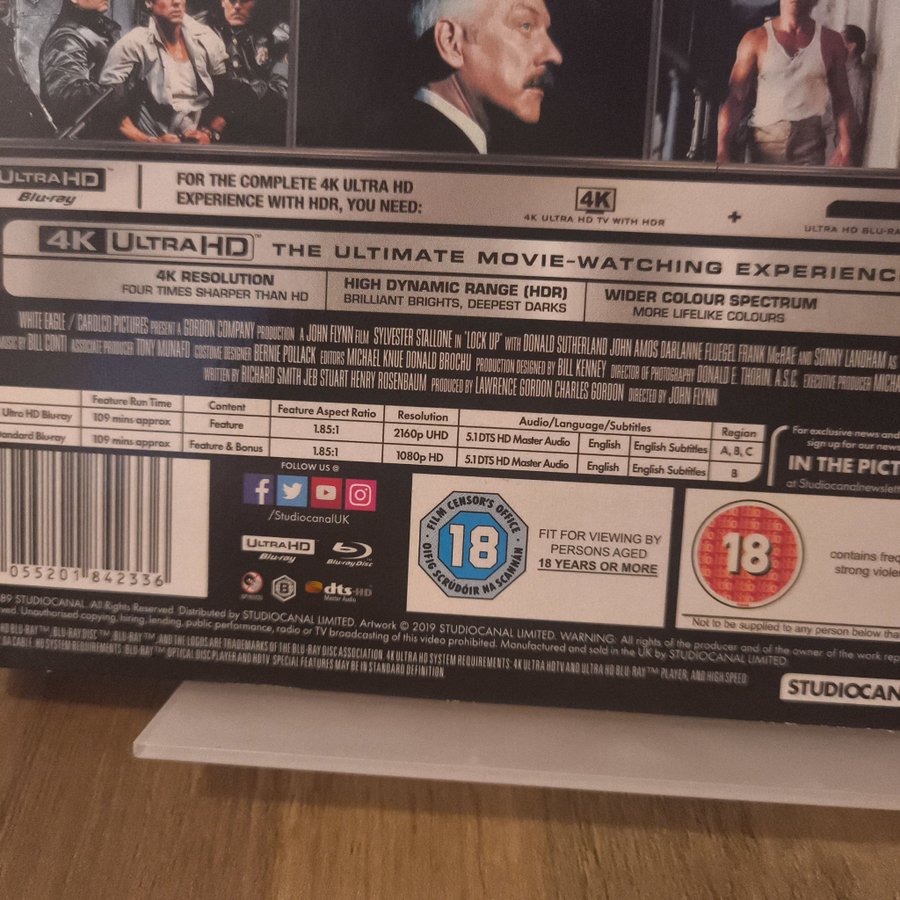 ULTRA HD
Blu-ray
FOR THE COMPLETE 4K ULTRA HD
EXPERIENCE WITH HDR, YOU NEED:
4K
4K ULTRA HD TV WITH HDR
+
ULTRA HD BLU-RA
4K ULTRA HD™ THE ULTIMATE MOVIE-WATCHING EXPERIENC
4K RESOLUTION
FOUR TIMES SHARPER THAN HD
HIGH DYNAMIC RANGE (HDR)
BRILLIANT BRIGHTS, DEEPEST DARKS
WIDER COLOUR SPECTRUM
MORE LIFELIKE COLOURS
WHITE EAGLE / CAROLCO PICTURES PRESENT A GORDON COMPANY PRODUCTION A JOHN FLYNN FILM SYLVESTER STALLONE IN 'LOCK UP' WITH DONALD SUTHERLAND JOHN AMOS DARLANNE FLUEGEL FRANK McRAE AND SONNY LANDHAM AS
MUSIC BY BILL CONTI ASSOCIATE PRODUCER TONY MUNAFO COSTUME DESIGNER BERNIE POLLACK EDITORS MICHAEL KNUE DONALD BROCHU PRODUCTION DESIGNED BY BILL KENNEY DIRECTOR OF PHOTOGRAPHY DONALD E. THORIN A.S.C. EXECUTIVE PRODUCER MICHA
WRITTEN BY RICHARD SMITH JEB STUART HENRY ROSENBAUM PRODUCED BY LAWRENCE GORDON CHARLES GORDON DIRECTED BY JOHN FLYNN
Feature Run Time Content Feature Aspect Ratio Resolution Audio/Language/Subtitles Region
Ultra HD Blu-ray 109 mins approx Feature 1.85:1 2160p UHD 5.1 DTS HD Master Audio English English Subtitles A, B, C
tandard Blu-ray 109 mins approx Feature & Bonus 1.85:1 1080p HD 5.1 DTS HD Master Audio English English Subtitles B
For exclusive news and
sign up for our news
IN THE PICT
at Studiocanalnewslett
FOLLOW US @
/StudiocanalUK
ULTRA HD
Blu-ray
Blu-ray Disc
B
dts-HD
Master Audio
055201 842336
FILM CENSOR'S OFFICE
18
OIFIG SCRÚDÓIR NA SCANNÁN
FIT FOR VIEWING BY
PERSONS AGED
18 YEARS OR MORE
18
contains freq
strong viole
Not to be supplied to any person below tha
89 STUDIOCANAL. All Rights Reserved. Distributed by STUDIOCANAL LIMITED. Artwork © 2019 STUDIOCANAL LIMITED. WARNING: All rights of the producer and of the owner of the work rep
ved. Unauthorised copying, hiring, lending, public performance, radio or TV broadcasting of this video prohibited. Manufactured and sold in the UK by STUDIOCANAL LIMITED.
HD BLU-RAY™, BLU-RAY DISC™, BLU-RAY™, AND THE LOGOS ARE TRADEMARKS OF THE BLU-RAY DISC ASSOCIATION. 4K ULTRA HD SYSTEM REQUIREMENTS: 4K ULTRA HDTV AND ULTRA HD BLU-RAY™ PLAYER, AND HIGH SPEED
CABLE. HD SYSTEM REQUIREMENTS: BLU-RAY™ OPTICAL DISC PLAYER AND HDTV. SPECIAL FEATURES MAY BE IN STANDARD DEFINITION.
STUDIOCAN